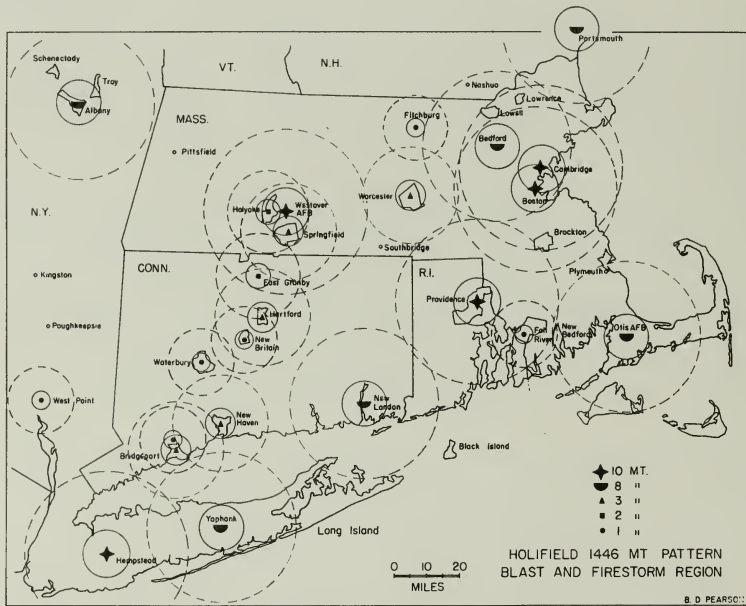 Portsmouth
Schenectady
Troy
Albany
VT.
N.H.
Nashua
Lawrence
Lowell
Fitchburg
MASS.
Bedford
Pittsfield
Cambridge
Boston
Holyoke
Westover
AFB
Worcester
Springfield
N.Y.
Brockton
Southbridge
Plymouth
CONN.
R.I.
Kingston
East Granby
Providence
Hartford
Poughkeepsie
New
Britain
Fall
River
New
Bedford
Otis AFB
Waterbury
West Point
New
London
New
Haven
Bridgeport
Block Island
10 MT.
8 "
3 "
2 "
1 "
Yaphank
Long Island
Hempstead
0 10 20
MILES
HOLIFIELD 1446 MT PATTERN
BLAST AND FIRESTORM REGION
B. D PEARSON